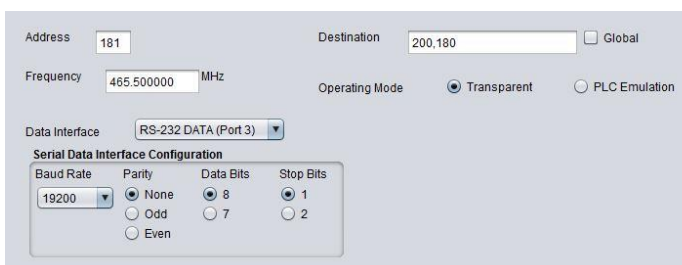 Address 181 Destination 200,180 Global
Frequency 465.500000 MHz Operating Mode Transparent PLC Emulation
Data Interface RS-232 DATA (Port 3)
Serial Data Interface Configuration
Baud Rate Parity Data Bits Stop Bits
19200 None 8 1
Odd 7 2
Even